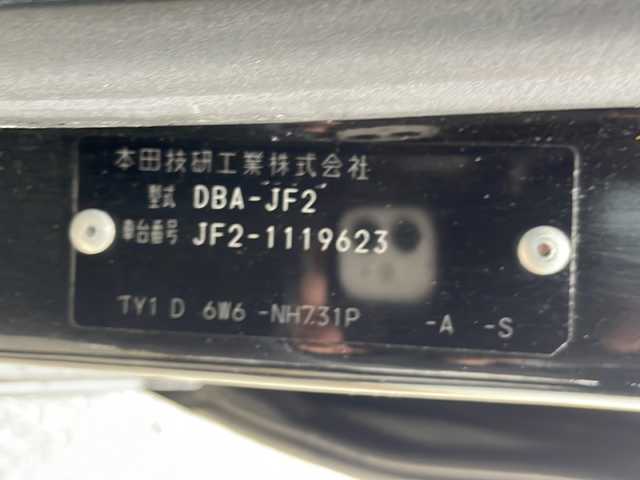 本田技研工業株式会社
型式 DBA-JF2
車台番号 JF2-1119623
TY1 D 6W6 -NH731P -A -S